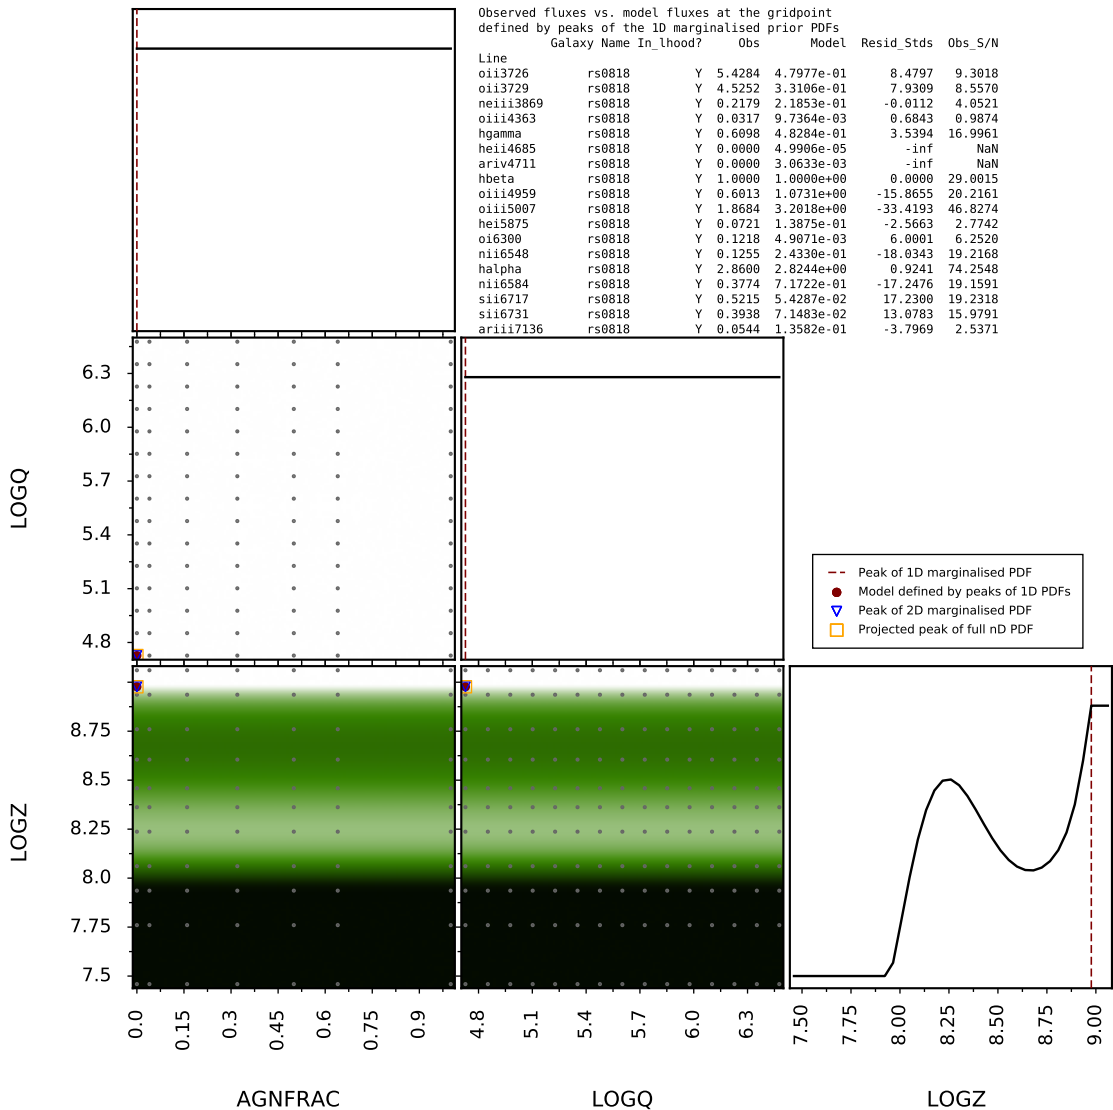 Observed fluxes vs. model fluxes at the gridpoint
defined by peaks of the 1D marginalised prior PDFs
Galaxy Name In_lhood? Obs Model Resid_Stds Obs_S/N
Line
oii3726 rs0818 Y 5.4284 4.7977e-01 8.4797 9.3018
oii3729 rs0818 Y 4.5252 3.3106e-01 7.9309 8.5570
neiii3869 rs0818 Y 0.2179 2.1853e-01 -0.0112 4.0521
oiii4363 rs0818 Y 0.0317 9.7364e-03 0.6843 0.9874
hgamma rs0818 Y 0.6098 4.8284e-01 3.5394 16.9961
heii4685 rs0818 Y 0.0000 4.9906e-05 -inf NaN
ariv4711 rs0818 Y 0.0000 3.0633e-03 -inf NaN
hbeta rs0818 Y 1.0000 1.0000e+00 0.0000 29.0015
oiii4959 rs0818 Y 0.6013 1.0731e+00 -15.8655 20.2161
oiii5007 rs0818 Y 1.8684 3.2018e+00 -33.4193 46.8274
hei5875 rs0818 Y 0.0721 1.3875e-01 -2.5663 2.7742
oi6300 rs0818 Y 0.1218 4.9071e-03 6.0001 6.2520
nii6548 rs0818 Y 0.1255 2.4330e-01 -18.0343 19.2168
halpha rs0818 Y 2.8600 2.8244e+00 0.9241 74.2548
nii6584 rs0818 Y 0.3774 7.1722e-01 -17.2476 19.1591
sii6717 rs0818 Y 0.5215 5.4287e-02 17.2300 19.2318
sii6731 rs0818 Y 0.3938 7.1483e-02 13.0783 15.9791
ariii7136 rs0818 Y 0.0544 1.3582e-01 -3.7969 2.5371
LOGQ
6.3
6.0
5.7
5.4
5.1
4.8
Peak of 1D marginalised PDF
Model defined by peaks of 1D PDFs
Peak of 2D marginalised PDF
Projected peak of full nD PDF
LOGZ
8.75
8.5
8.25
8.0
7.75
7.5
0.0 0.15 0.3 0.45 0.6 0.75 0.9
4.8 5.1 5.4 5.7 6.0 6.3
7.50 7.75 8.00 8.25 8.50 8.75 9.00
AGNFRAC LOGQ LOGZ